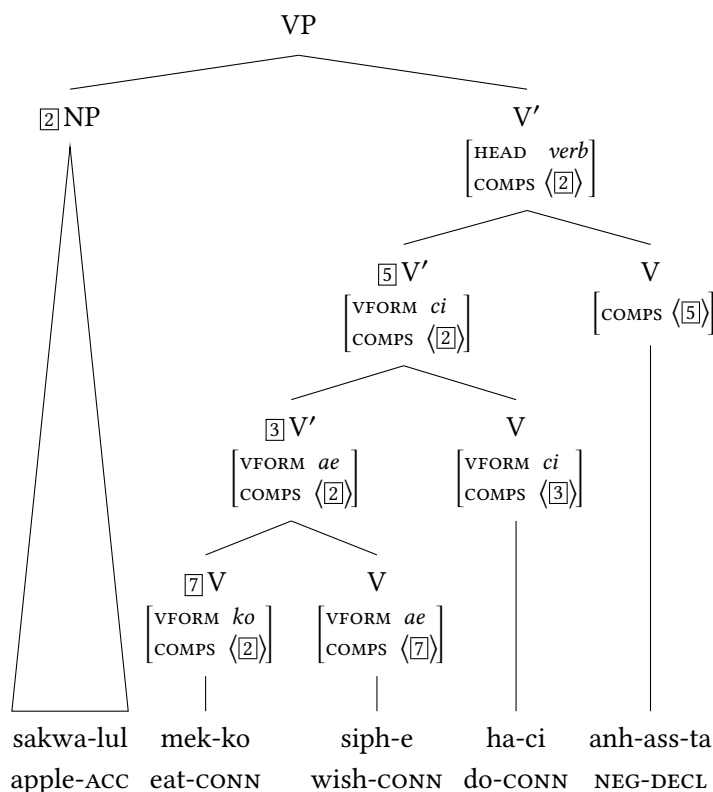 VP
[2] NP V′
[HEAD verb]
[COMPS ⟨[2]⟩]
[5] V′ V
[VFORM ci]
[COMPS ⟨[2]⟩] [COMPS ⟨[5]⟩]
[3] V′ V
[VFORM ae] [VFORM ci]
[COMPS ⟨[2]⟩] [COMPS ⟨[3]⟩]
[7] V V
[VFORM ko] [VFORM ae]
[COMPS ⟨[2]⟩] [COMPS ⟨[7]⟩]
sakwa-lul mek-ko siph-e ha-ci anh-ass-ta
apple-ACC eat-CONN wish-CONN do-CONN NEG-DECL